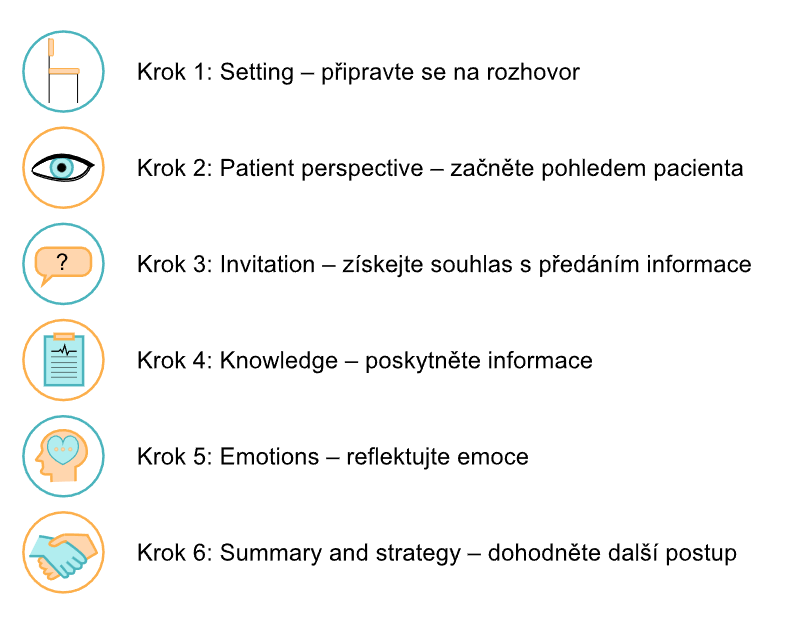 Krok 1: Setting – připravte se na rozhovor
Krok 2: Patient perspective – začněte pohledem pacienta
?
Krok 3: Invitation – získejte souhlas s předáním informace
Krok 4: Knowledge – poskytněte informace
Krok 5: Emotions – reflektujte emoce
Krok 6: Summary and strategy – dohodněte další postup